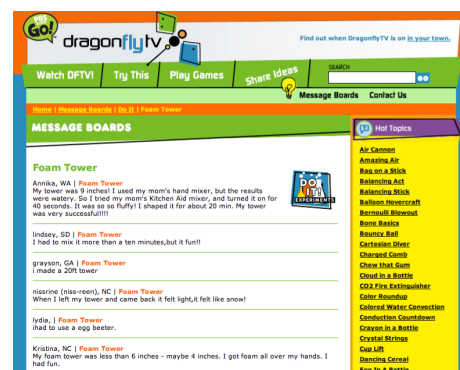 PBS
GO!
dragonflytv
Find out when DragonflyTV is on in your town.
Watch DFTV!
Try This
Play Games
Share Ideas
SEARCH
GO
Message Boards
Contact Us
Home | Message Boards | Do It | Foam Tower
MESSAGE BOARDS
Foam Tower
Annika, WA | Foam Tower
My tower was 9 inches! I used my mom's hand mixer, but the results
were watery. So I tried my mom's Kitchen Aid mixer, and turned it on for
40 seconds. It was so so fluffy! I shaped it for about 20 min. My tower
was very successful!!!!
DO IT!
EXPERIMENTS
lindsey, SD | Foam Tower
I had to mix it more than a ten minutes,but it fun!!
grayson, GA | Foam Tower
i made a 20ft tower
nissrine (niss-reen), NC | Foam Tower
When I left my tower and came back it felt light,it felt like snow!
lydia, | Foam Tower
ihad to use a egg beeter.
Kristina, NC | Foam Tower
My foam tower was less than 6 inches - maybe 4 inches. I got foam all over my hands. I
had fun.
Hot Topics
Air Cannon
Amazing Air
Bag on a Stick
Balancing Act
Balancing Stick
Balloon Hovercraft
Bernoulli Blowout
Bone Basics
Bouncy Ball
Cartesian Diver
Charged Comb
Chew that Gum
Cloud in a Bottle
CO2 Fire Extinguisher
Color Roundup
Colored Water Convection
Conduction Countdown
Crayon in a Bottle
Crystal Strings
Cup Lift
Dancing Cereal
Egg In A Bottle